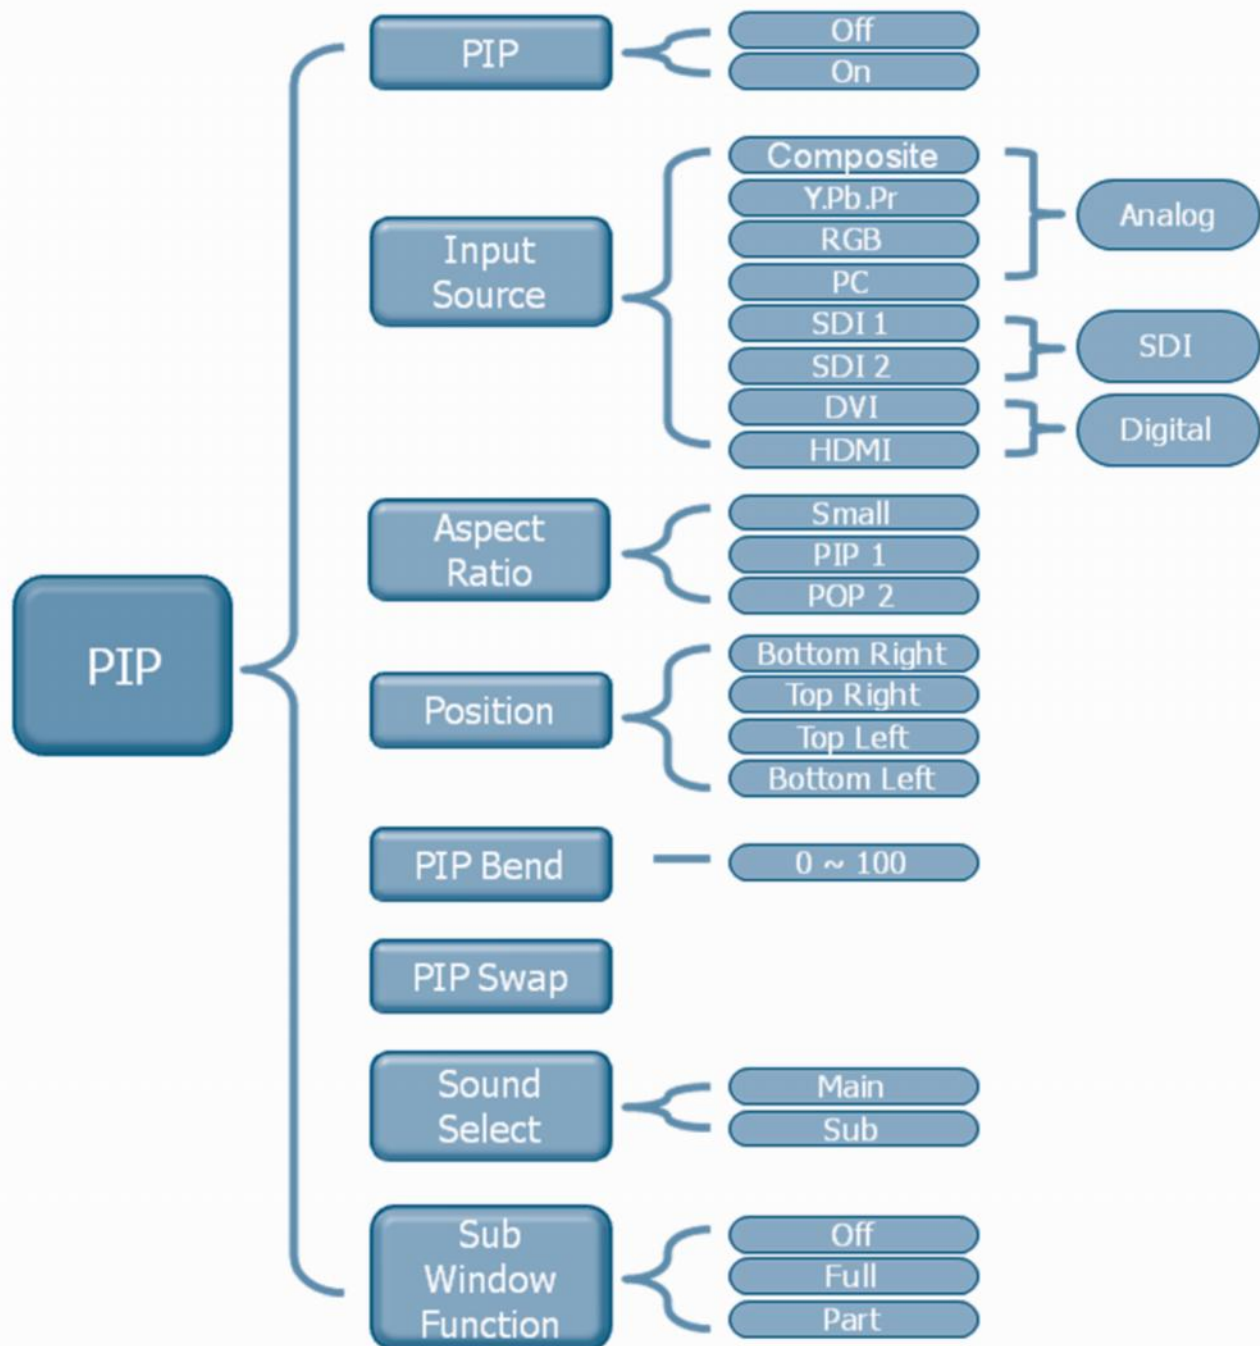 PIP
PIP
Off
On
Input
Source
Composite
Y.Pb.Pr
RGB
PC
SDI 1
SDI 2
DVI
HDMI
Analog
SDI
Digital
Aspect
Ratio
Small
PIP 1
POP 2
Position
Bottom Right
Top Right
Top Left
Bottom Left
PIP Bend
0 ~ 100
PIP Swap
Sound
Select
Main
Sub
Sub
Window
Function
Off
Full
Part